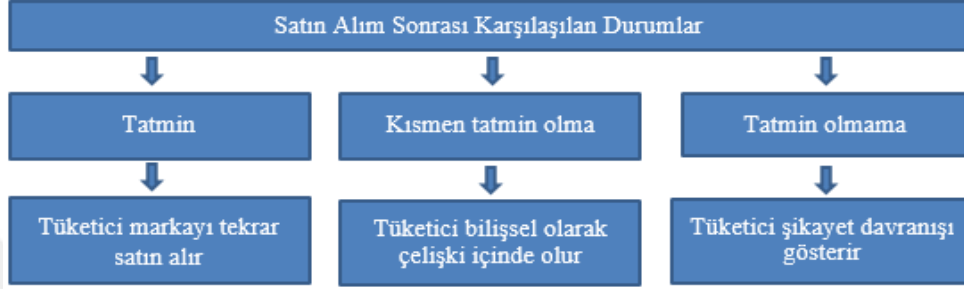 Satın Alım Sonrası Karşılaşılan Durumlar
Tatmin
Kısmen tatmin olma
Tatmin olmama
Tüketici markayı tekrar
satın alır
Tüketici bilişsel olarak
çelişki içinde olur
Tüketici şikayet davranışı
gösterir